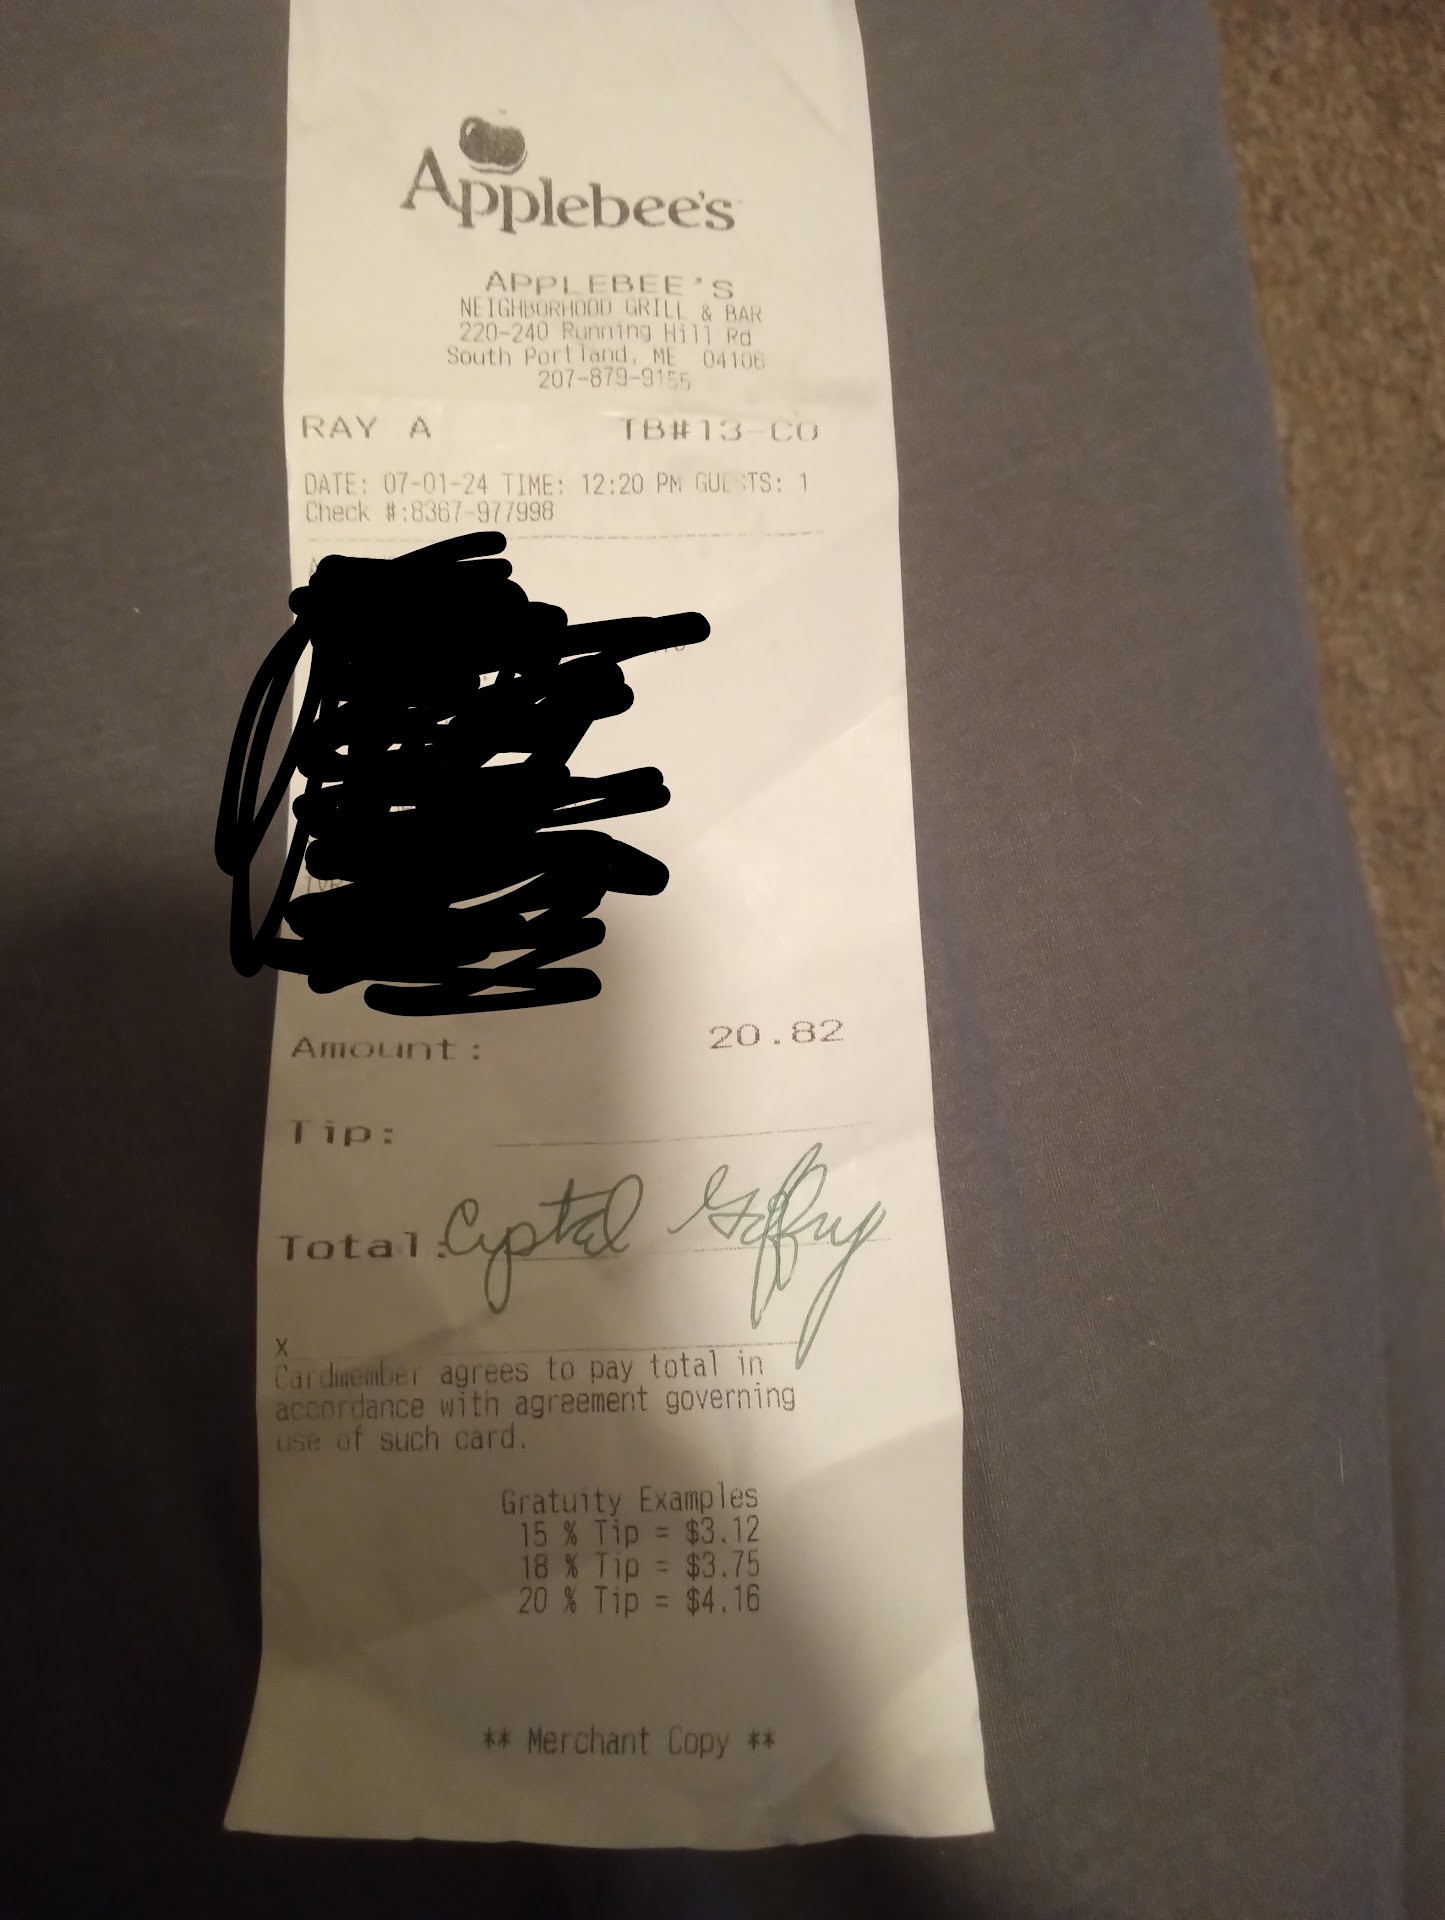 Applebee's
APPLEBEE'S
NEIGHBORHOOD GRILL & BAR
220-240 Running Hill Rd
South Portland, ME 04106
207-879-9155
RAY A TB#13-CO
DATE: 07-01-24 TIME: 12:20 PM GUESTS: 1
Check #:8367-977998
Amount: 20.82
Tip:
Total:
X
Cardmember agrees to pay total in
accordance with agreement governing
use of such card.
Gratuity Examples
15 % Tip = $3.12
18 % Tip = $3.75
20 % Tip = $4.16
** Merchant Copy **